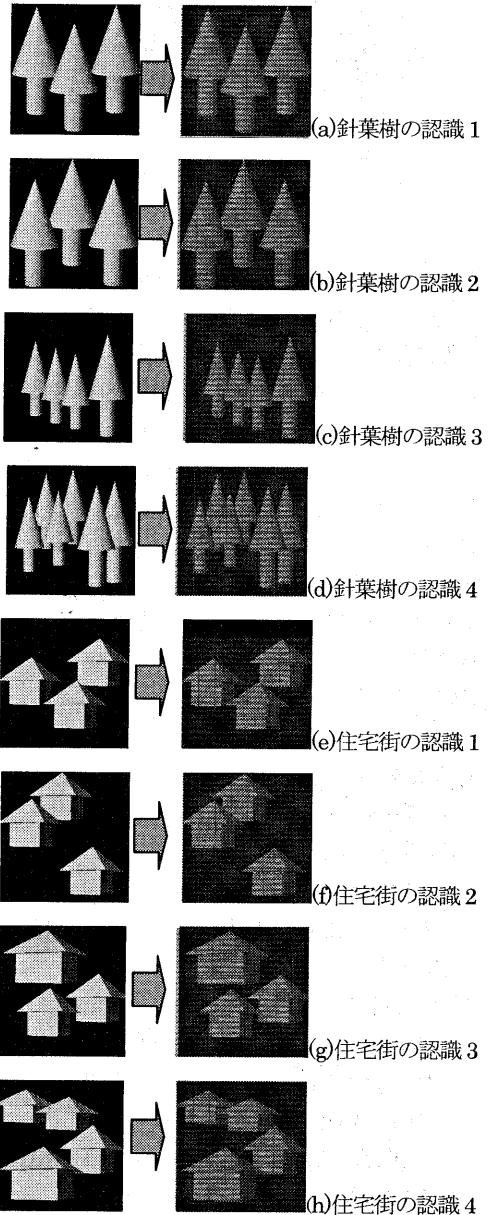 (a)針葉樹の認識 1
(b)針葉樹の認識 2
(c)針葉樹の認識 3
(d)針葉樹の認識 4
(e)住宅街の認識 1
(f)住宅街の認識 2
(g)住宅街の認識 3
(h)住宅街の認識 4